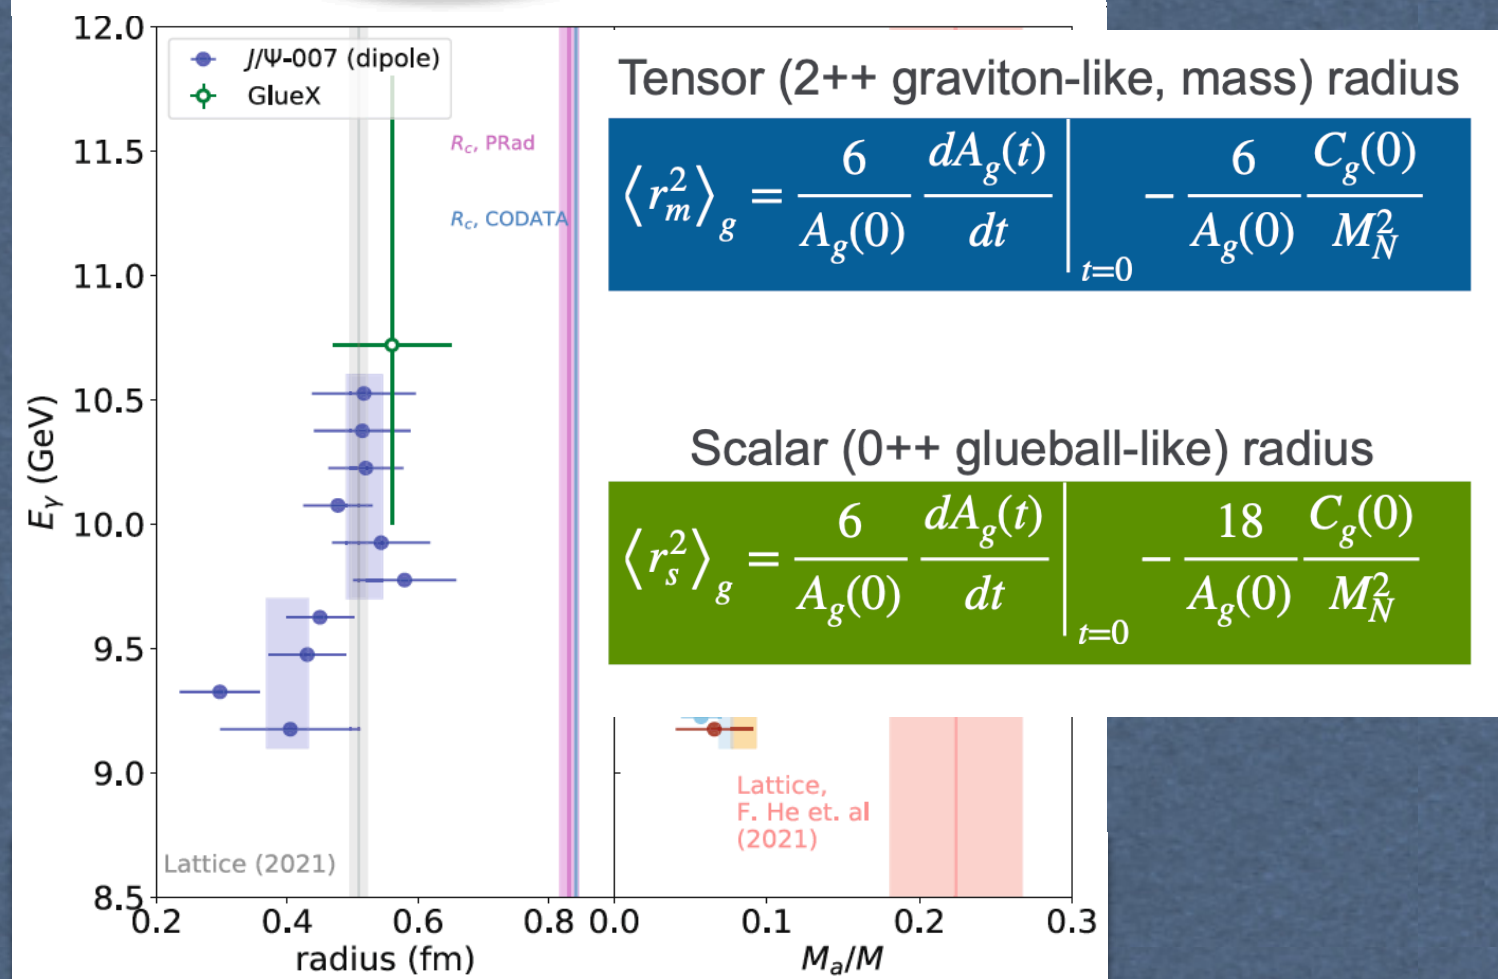 12.0
11.5
11.0
10.5
10.0
9.5
9.0
8.5
E_γ (GeV)
J/Ψ-007 (dipole)
GlueX
R_c, PRad
R_c, CODATA
Lattice (2021)
0.2 0.4 0.6 0.8
radius (fm)
Tensor (2++ graviton-like, mass) radius
⟨r_m^2⟩_g = 6/A_g(0) dA_g(t)/dt |_{t=0} − 6/A_g(0) C_g(0)/M_N^2
Scalar (0++ glueball-like) radius
⟨r_s^2⟩_g = 6/A_g(0) dA_g(t)/dt |_{t=0} − 18/A_g(0) C_g(0)/M_N^2
Lattice,
F. He et. al
(2021)
0.0 0.1 0.2 0.3
M_a/M